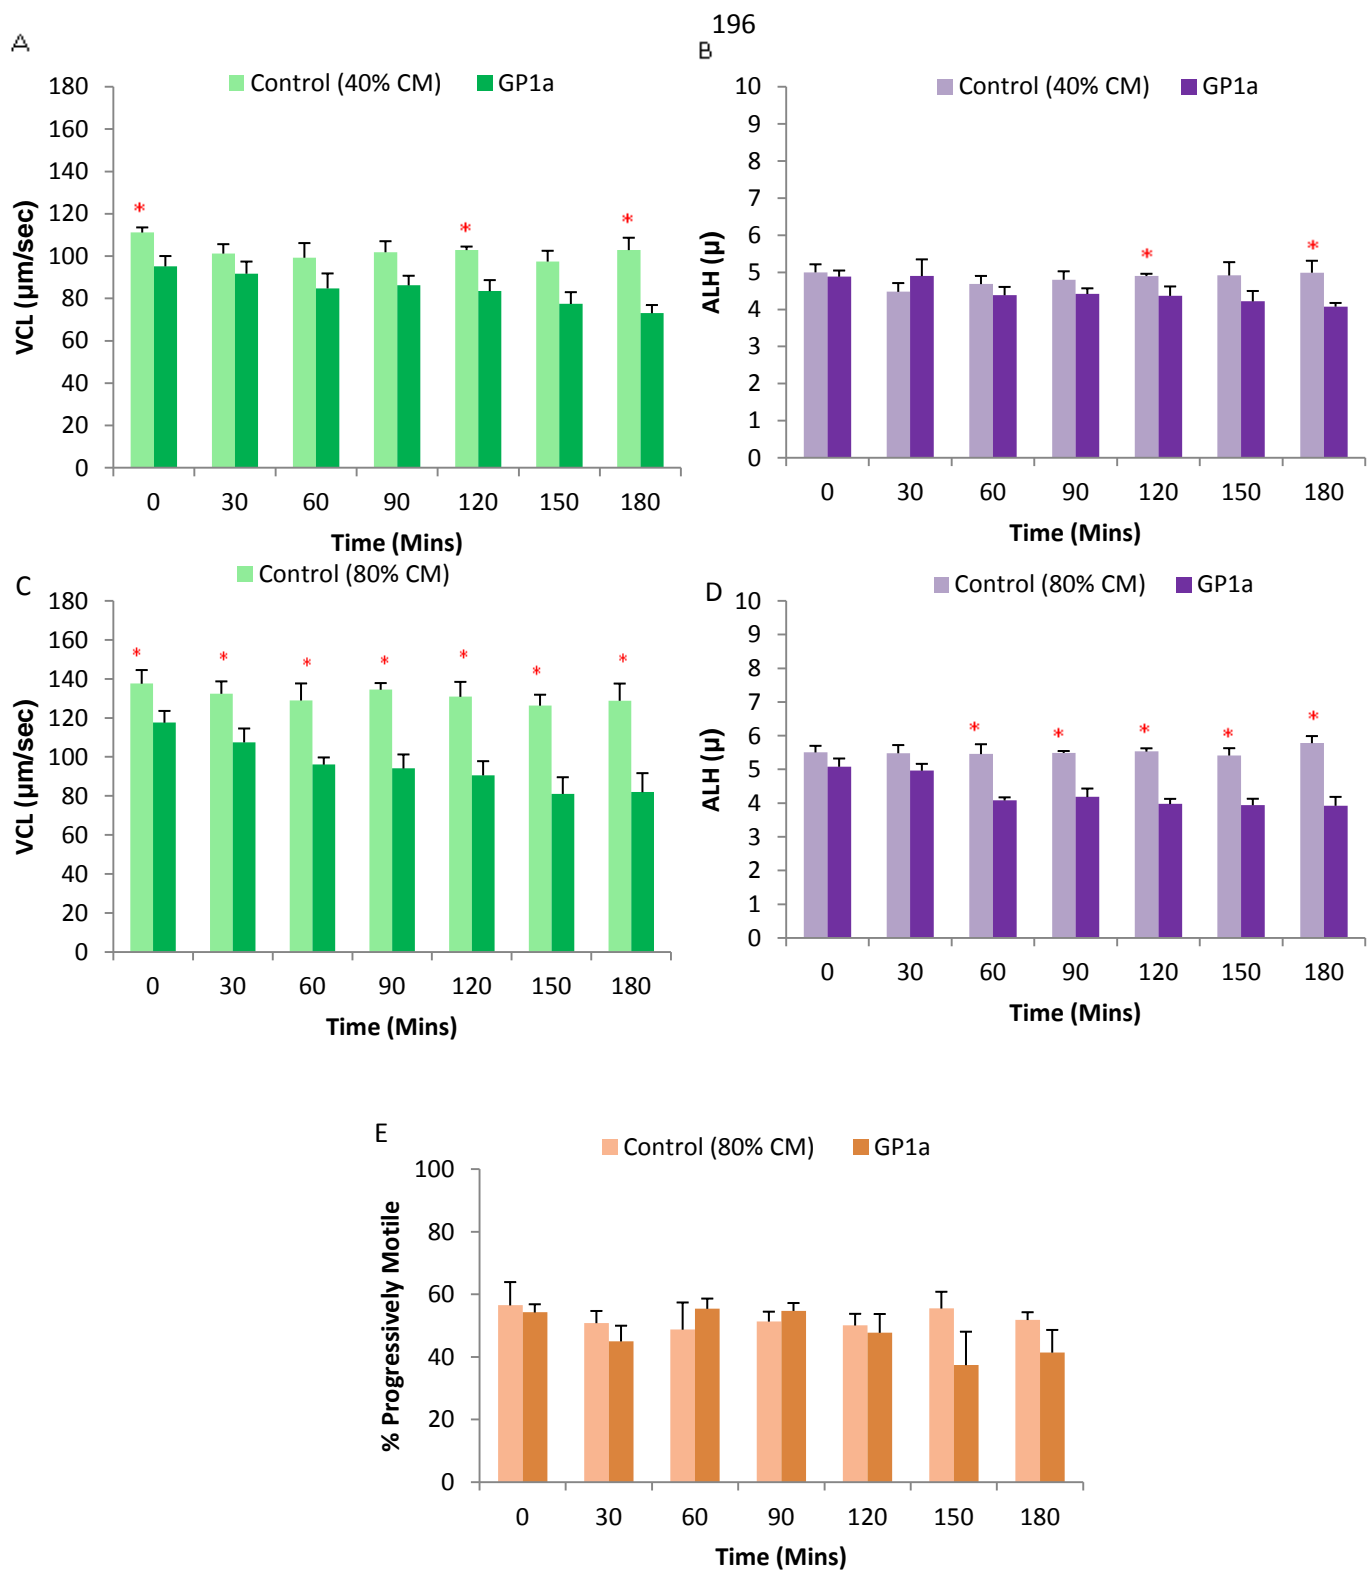 196
A
Control (40% CM) GP1a
180
160
140
120
100
80
60
40
20
0
VCL (µm/sec)
* * *
0 30 60 90 120 150 180
Time (Mins)
B
Control (40% CM) GP1a
10
9
8
7
6
5
4
3
2
1
0
ALH (µ)
* *
0 30 60 90 120 150 180
Time (Mins)
C
Control (80% CM)
180
160
140
120
100
80
60
40
20
0
VCL (µm/sec)
* * * * * * *
0 30 60 90 120 150 180
Time (Mins)
D
Control (80% CM) GP1a
10
9
8
7
6
5
4
3
2
1
0
ALH (µ)
* * * * *
0 30 60 90 120 150 180
Time (Mins)
E
Control (80% CM) GP1a
100
80
60
40
20
0
% Progressively Motile
0 30 60 90 120 150 180
Time (Mins)